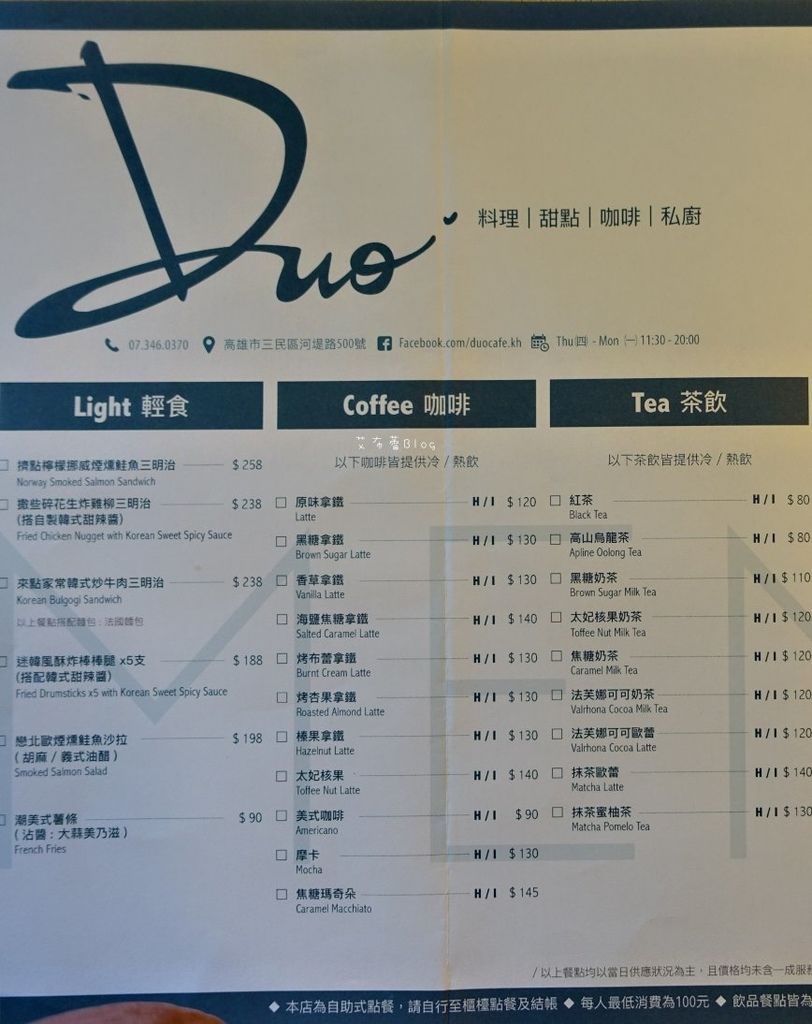 Duo
料理｜甜點｜咖啡｜私廚
07.346.0370 高雄市三民區河堤路500號 Facebook.com/duocafe.kh Thu㈣ - Mon ㈠ 11:30 - 20:00
Light 輕食
擠點檸檬挪威煙燻鮭魚三明治 $ 258
Norway Smoked Salmon Sandwich
撒些碎花生炸雞柳三明治 $ 238
(搭自製韓式甜辣醬)
Fried Chicken Nugget with Korean Sweet Spicy Sauce
來點家常韓式炒牛肉三明治 $ 238
Korean Bulgogi Sandwich
以上餐點搭配麵包 : 法國麵包
迷韓風酥炸棒棒腿 x5支 $ 188
(搭配韓式甜辣醬)
Fried Drumsticks x5 with Korean Sweet Spicy Sauce
戀北歐煙燻鮭魚沙拉 $ 198
( 胡麻 / 義式油醋 )
Smoked Salmon Salad
潮美式薯條 $ 90
( 沾醬 : 大蒜美乃滋 )
French Fries
Coffee 咖啡
艾布蕾Blog
以下咖啡皆提供冷 / 熱飲
原味拿鐵 H / I $ 120
Latte
黑糖拿鐵 H / I $ 130
Brown Sugar Latte
香草拿鐵 H / I $ 130
Vanilla Latte
海鹽焦糖拿鐵 H / I $ 140
Salted Caramel Latte
烤布蕾拿鐵 H / I $ 130
Burnt Cream Latte
烤杏果拿鐵 H / I $ 130
Roasted Almond Latte
榛果拿鐵 H / I $ 130
Hazelnut Latte
太妃核果 H / I $ 140
Toffee Nut Latte
美式咖啡 H / I $ 90
Americano
摩卡 H / I $ 130
Mocha
焦糖瑪奇朵 H / I $ 145
Caramel Macchiato
Tea 茶飲
以下茶飲皆提供冷 / 熱飲
紅茶 H / I $ 80
Black Tea
高山烏龍茶 H / I $ 80
Apline Oolong Tea
黑糖奶茶 H / I $ 110
Brown Sugar Milk Tea
太妃核果奶茶 H / I $ 120
Toffee Nut Milk Tea
焦糖奶茶 H / I $ 120
Caramel Milk Tea
法芙娜可可奶茶 H / I $ 120
Valrhona Cocoa Milk Tea
法芙娜可可歐蕾 H / I $ 120
Valrhona Cocoa Latte
抹茶歐蕾 H / I $ 140
Matcha Latte
抹茶蜜柚茶 H / I $ 130
Matcha Pomelo Tea
MEN
/ 以上餐點均以當日供應狀況為主，且價格均未含一成服務
◆ 本店為自助式點餐，請自行至櫃檯點餐及結帳 ◆ 每人最低消費為100元 ◆ 飲品餐點皆為